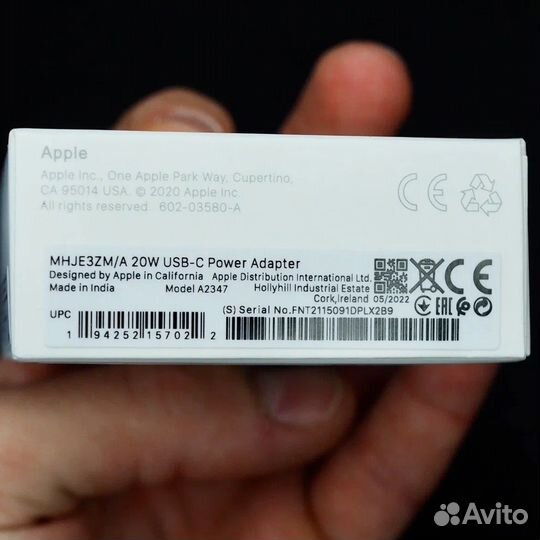 Apple
Apple Inc., One Apple Park Way, Cupertino,
CA 95014 USA. © 2020 Apple Inc.
All rights reserved. 602-03580-A
CE
MHJE3ZM/A 20W USB-C Power Adapter
Designed by Apple in California Apple Distribution International Ltd.
Made in India Model A2347 Hollyhill Industrial Estate
Cork,Ireland 05/2022
(S) Serial No.FNT2115091DPLX2B9
UPC
1 94252 15702 2
EAC
Avito